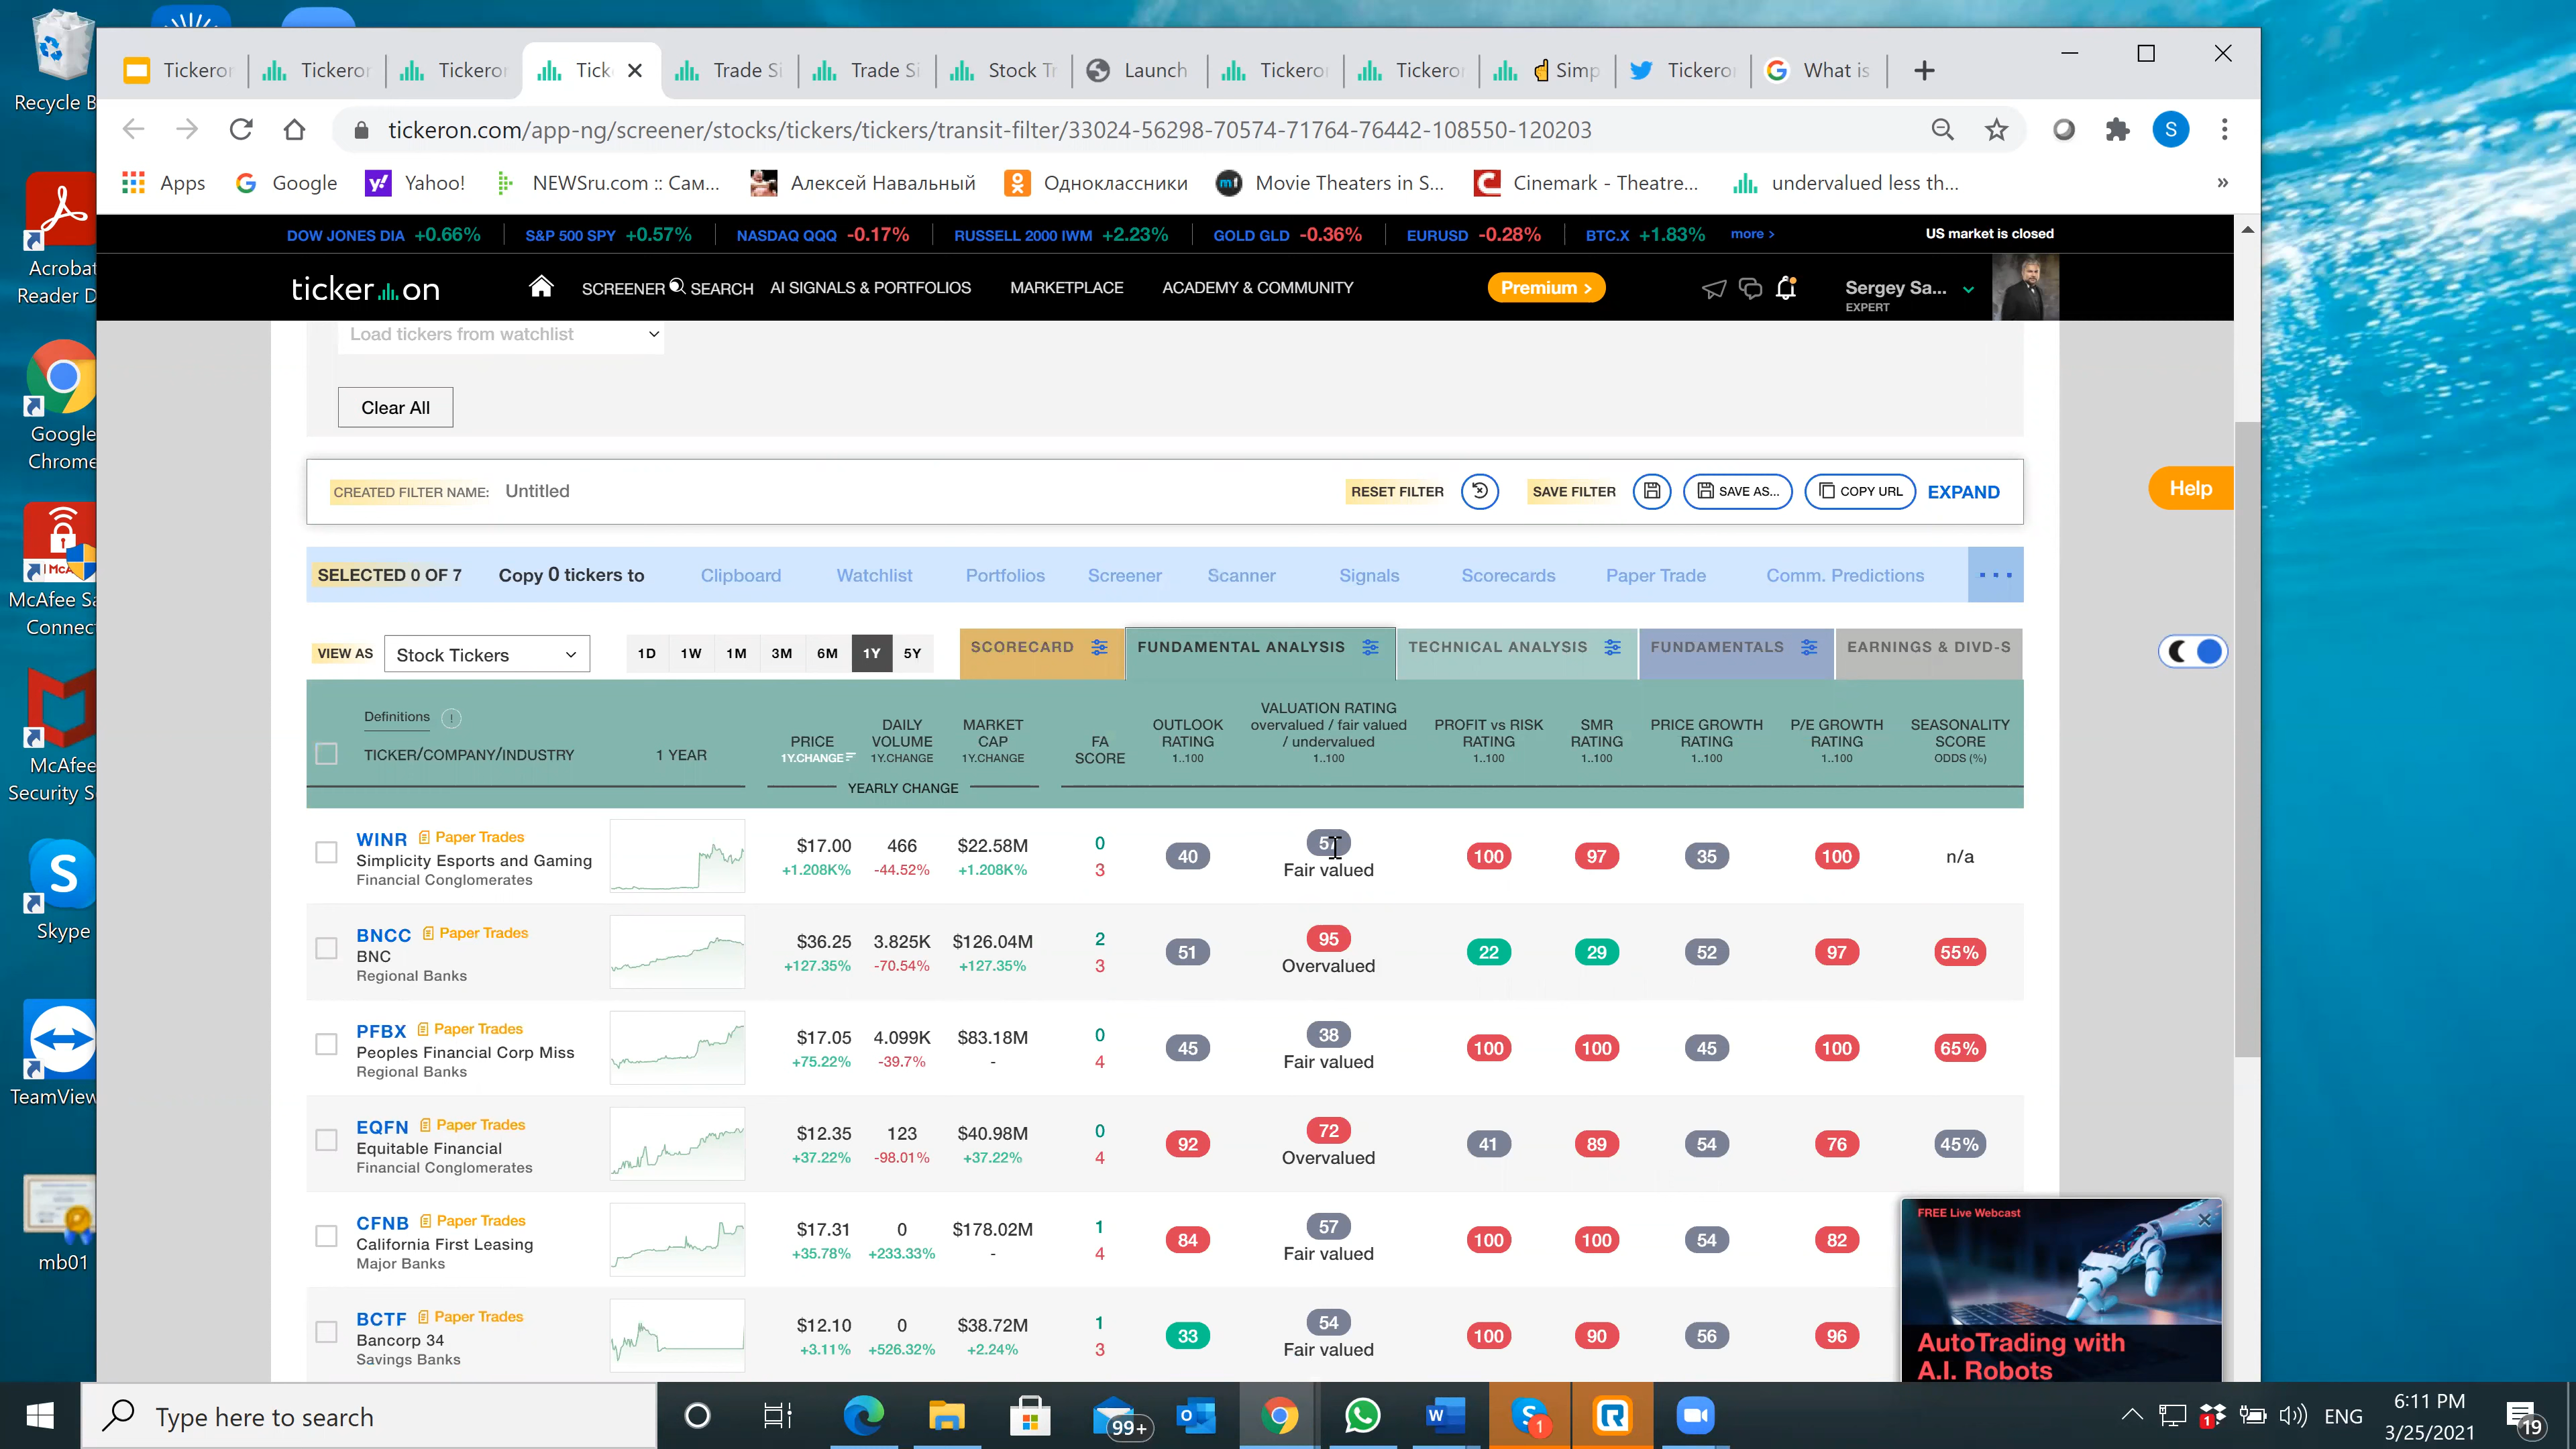 Tickeron
Tickeron
Tickeron
Tick
Trade Si
Trade Si
Stock Tr
Launch
Tickeron
Tickeron
Simp
Tickeron
What is
tickeron.com/app-ng/screener/stocks/tickers/tickers/transit-filter/33024-56298-70574-71764-76442-108550-120203
S
Apps
Google
Yahoo!
NEWSru.com :: Сам...
Алексей Навальный
Одноклассники
Movie Theaters in S...
Cinemark - Theatre...
undervalued less th...
»
DOW JONES DIA +0.66%
S&P 500 SPY +0.57%
NASDAQ QQQ -0.17%
RUSSELL 2000 IWM +2.23%
GOLD GLD -0.36%
EURUSD -0.28%
BTC.X +1.83%
more >
US market is closed
tickeron
SCREENER
SEARCH
AI SIGNALS & PORTFOLIOS
MARKETPLACE
ACADEMY & COMMUNITY
Premium >
Sergey Sa...
EXPERT
Load tickers from watchlist
Clear All
CREATED FILTER NAME: Untitled
RESET FILTER
SAVE FILTER
SAVE AS...
COPY URL
EXPAND
Help
SELECTED 0 OF 7
Copy 0 tickers to
Clipboard
Watchlist
Portfolios
Screener
Scanner
Signals
Scorecards
Paper Trade
Comm. Predictions
...
VIEW AS
Stock Tickers
1D 1W 1M 3M 6M 1Y 5Y
SCORECARD
FUNDAMENTAL ANALYSIS
TECHNICAL ANALYSIS
FUNDAMENTALS
EARNINGS & DIVD-S
Definitions
TICKER/COMPANY/INDUSTRY
1 YEAR
PRICE
1Y.CHANGE
DAILY
VOLUME
1Y.CHANGE
MARKET
CAP
1Y.CHANGE
YEARLY CHANGE
FA
SCORE
OUTLOOK
RATING
1..100
VALUATION RATING
overvalued / fair valued
/ undervalued
1..100
PROFIT vs RISK
RATING
1..100
SMR
RATING
1..100
PRICE GROWTH
RATING
1..100
P/E GROWTH
RATING
1..100
SEASONALITY
SCORE
ODDS (%)
WINR Paper Trades
Simplicity Esports and Gaming
Financial Conglomerates
$17.00 466 $22.58M
+1.208K% -44.52% +1.208K%
0
3
40
Fair valued
100 97 35 100 n/a
BNCC Paper Trades
BNC
Regional Banks
$36.25 3.825K $126.04M
+127.35% -70.54% +127.35%
2
3
51
95
Overvalued
22 29 52 97 55%
PFBX Paper Trades
Peoples Financial Corp Miss
Regional Banks
$17.05 4.099K $83.18M
+75.22% -39.7% -
0
4
45
38
Fair valued
100 100 45 100 65%
EQFN Paper Trades
Equitable Financial
Financial Conglomerates
$12.35 123 $40.98M
+37.22% -98.01% +37.22%
0
4
92
72
Overvalued
41 89 54 76 45%
CFNB Paper Trades
California First Leasing
Major Banks
$17.31 0 $178.02M
+35.78% +233.33% -
1
4
84
57
Fair valued
100 100 54 82
BCTF Paper Trades
Bancorp 34
Savings Banks
$12.10 0 $38.72M
+3.11% +526.32% +2.24%
1
3
33
54
Fair valued
100 90 56 96
FREE Live Webcast
AutoTrading with
A.I. Robots
Recycle B
Acrobat
Reader D
Google
Chrome
McAfee Sa
Connec
McAfee
Security S
Skype
TeamView
mb01
Type here to search
99+
1
1
ENG
6:11 PM
3/25/2021
19